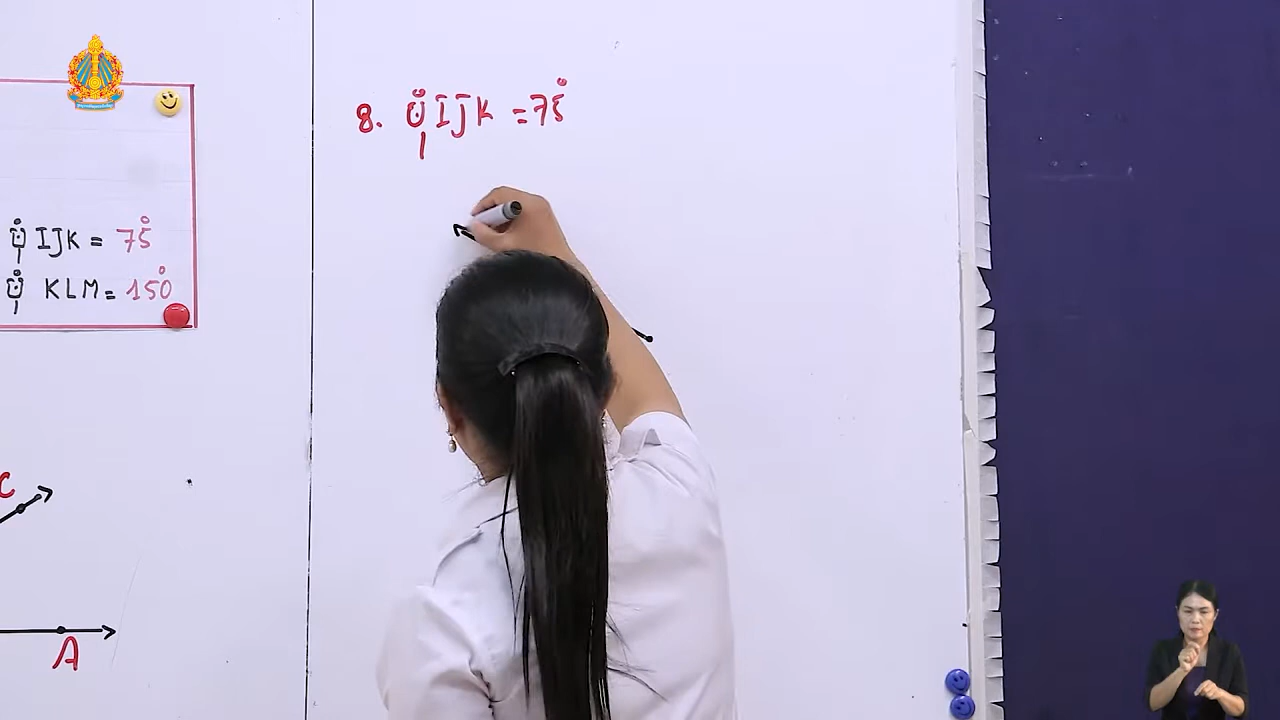 មុំ IJK = 75°
មុំ KLM = 150°
C
A
8. មុំ IJK = 75°